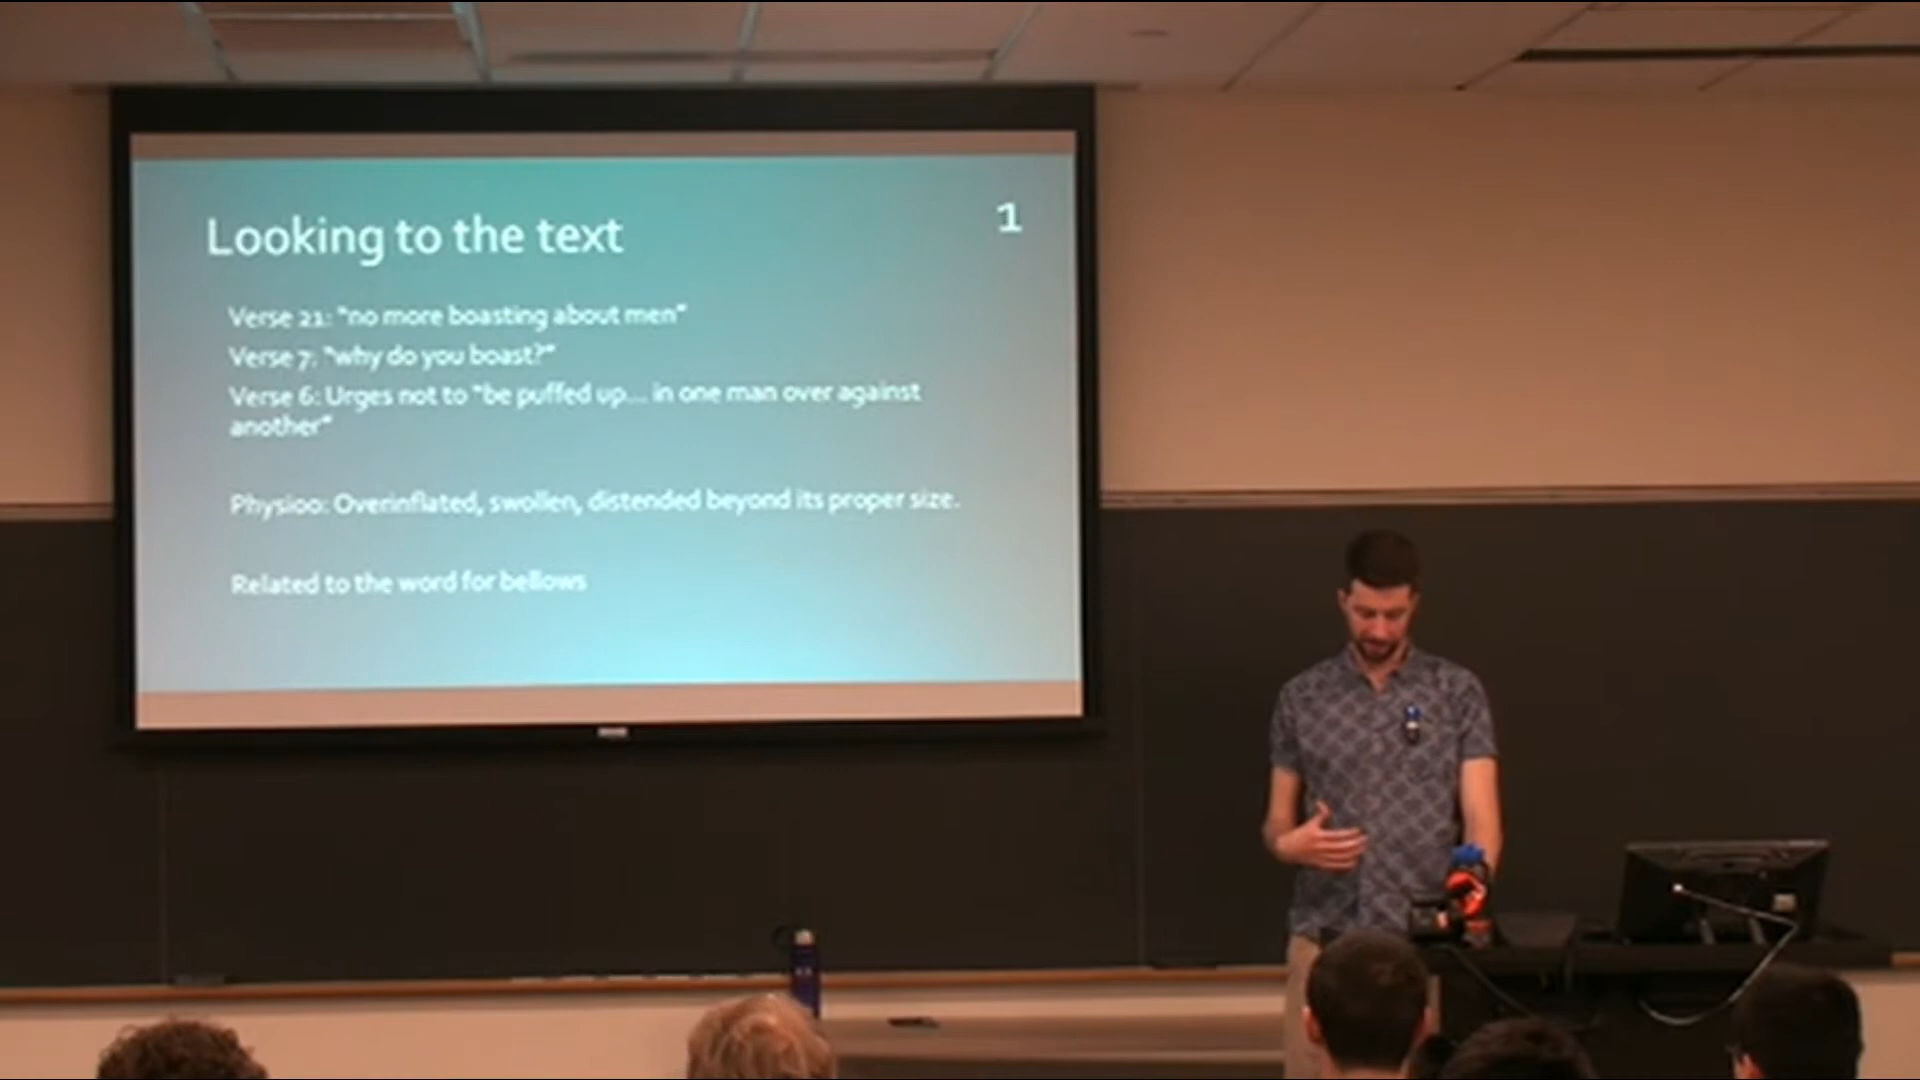 Looking to the text
1
Verse 21: "no more boasting about men"
Verse 7: "why do you boast?"
Verse 6: Urges not to "be puffed up... in one man over against
another"
Physioo: Overinflated, swollen, distended beyond its proper size.
Related to the word for bellows